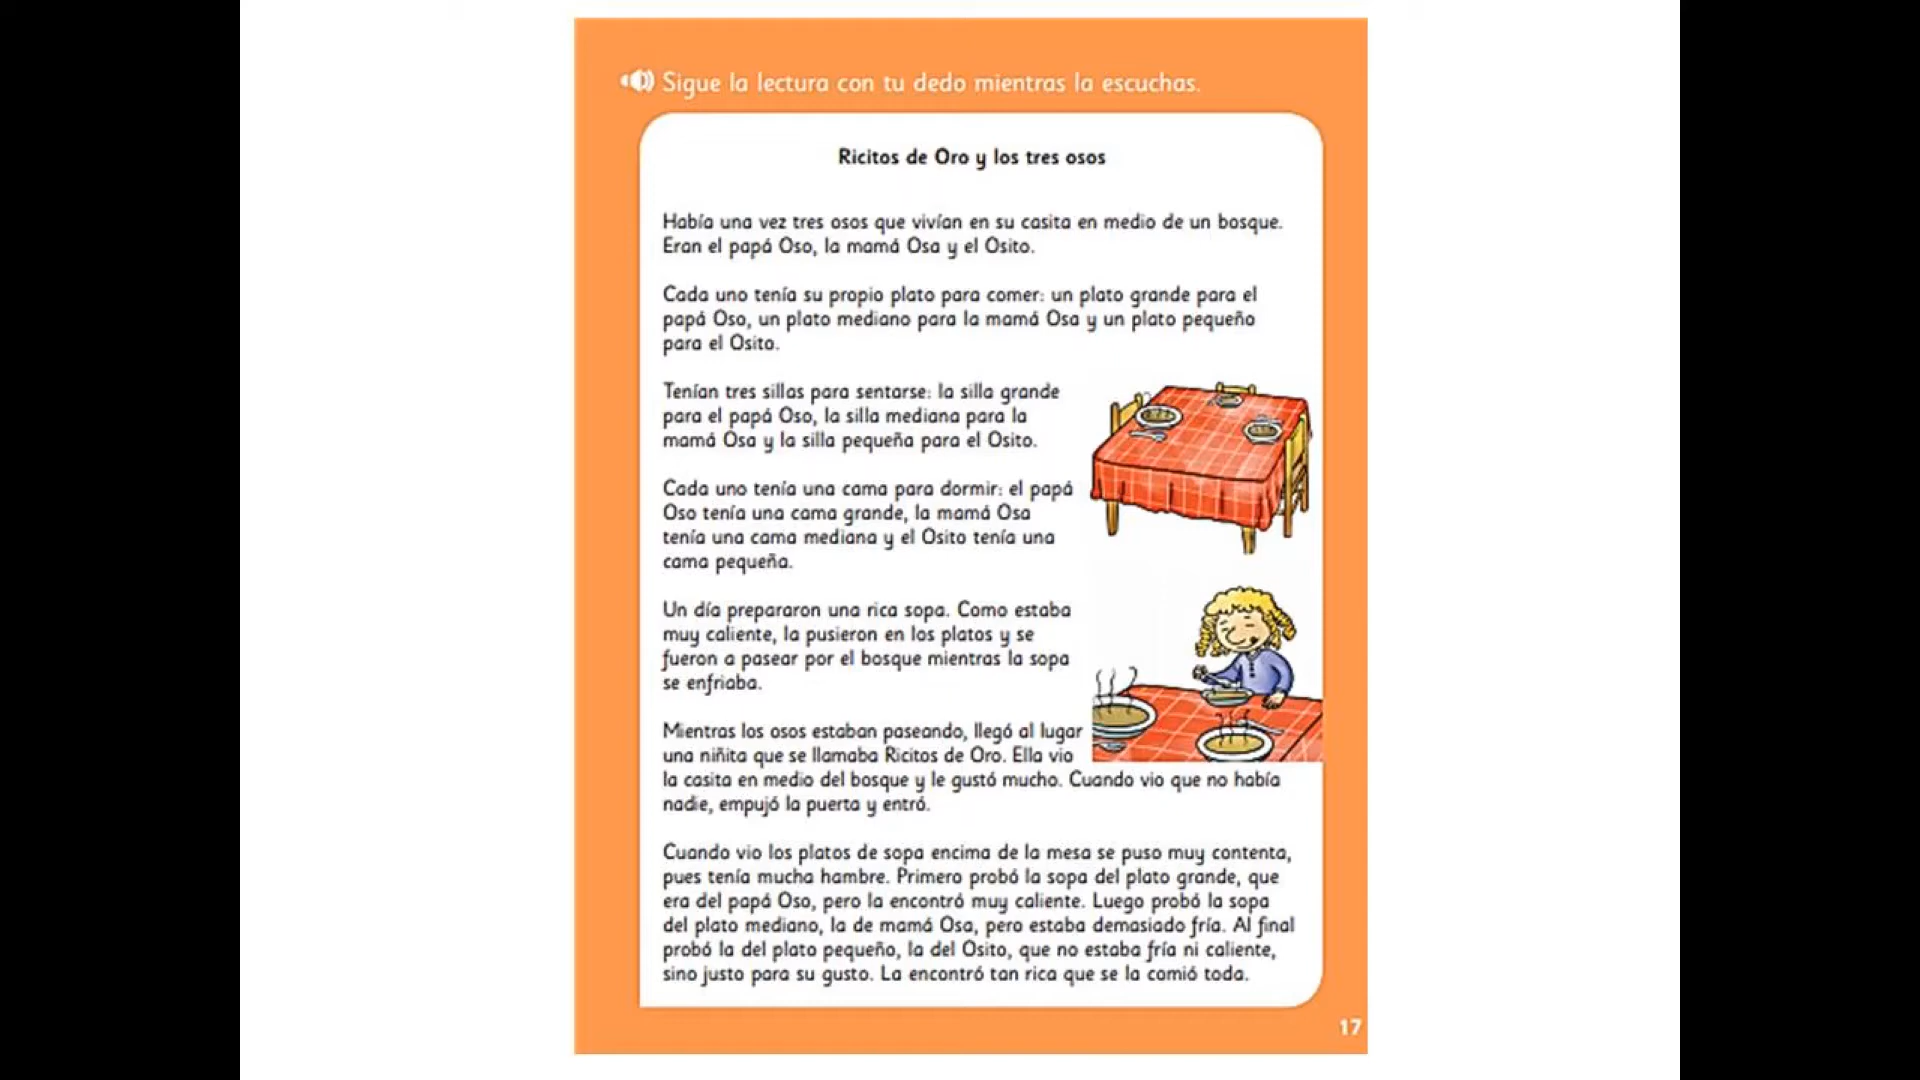 Sigue la lectura con tu dedo mientras la escuchas.
Ricitos de Oro y los tres osos
Había una vez tres osos que vivían en su casita en medio de un bosque.
Eran el papá Oso, la mamá Osa y el Osito.
Cada uno tenía su propio plato para comer: un plato grande para el
papá Oso, un plato mediano para la mamá Osa y un plato pequeño
para el Osito.
Tenían tres sillas para sentarse: la silla grande
para el papá Oso, la silla mediana para la
mamá Osa y la silla pequeña para el Osito.
Cada uno tenía una cama para dormir: el papá
Oso tenía una cama grande, la mamá Osa
tenía una cama mediana y el Osito tenía una
cama pequeña.
Un día prepararon una rica sopa. Como estaba
muy caliente, la pusieron en los platos y se
fueron a pasear por el bosque mientras la sopa
se enfriaba.
Mientras los osos estaban paseando, llegó al lugar
una niñita que se llamaba Ricitos de Oro. Ella vio
la casita en medio del bosque y le gustó mucho. Cuando vio que no había
nadie, empujó la puerta y entró.
Cuando vio los platos de sopa encima de la mesa se puso muy contenta,
pues tenía mucha hambre. Primero probó la sopa del plato grande, que
era del papá Oso, pero la encontró muy caliente. Luego probó la sopa
del plato mediano, la de mamá Osa, pero estaba demasiado fría. Al final
probó la del plato pequeño, la del Osito, que no estaba fría ni caliente,
sino justo para su gusto. La encontró tan rica que se la comió toda.
17